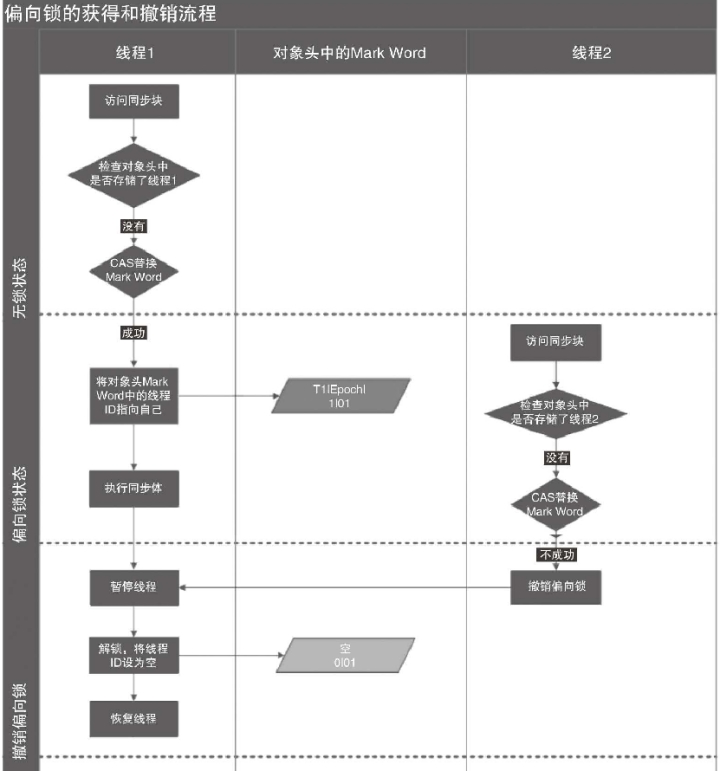 偏向锁的获得和撤销流程
线程1
对象头中的Mark Word
线程2
无锁状态
访问同步块
检查对象头中
是否存储了线程1
没有
CAS替换
Mark Word
偏向锁状态
成功
将对象头Mark
Word中的线程
ID指向自己
T1|Epoch|
1|01
执行同步体
访问同步块
检查对象头中
是否存储了线程2
没有
CAS替换
Mark Word
不成功
撤销偏向锁
撤销偏向锁
暂停线程
解锁，将线程
ID设为空
空
0|01
恢复线程